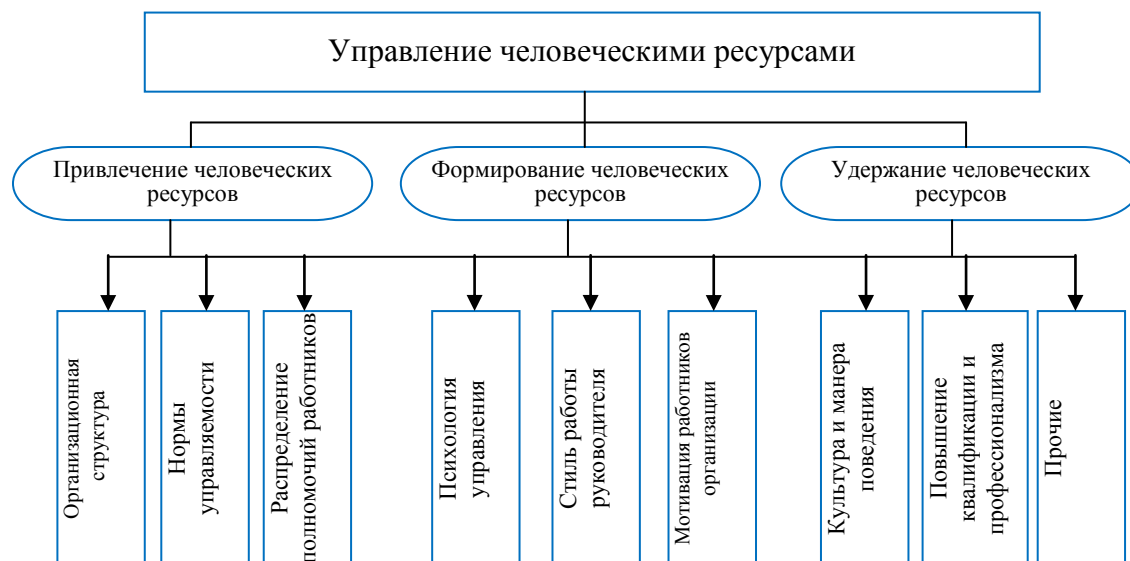 Управление человеческими ресурсами
Привлечение человеческих
ресурсов
Формирование человеческих
ресурсов
Удержание человеческих
ресурсов
Организационная
структура
Нормы
управляемости
Распределение
полномочий работников
Психология
управления
Стиль работы
руководителя
Мотивация работников
организации
Культура и манера
поведения
Повышение
квалификации и
профессионализма
Прочие